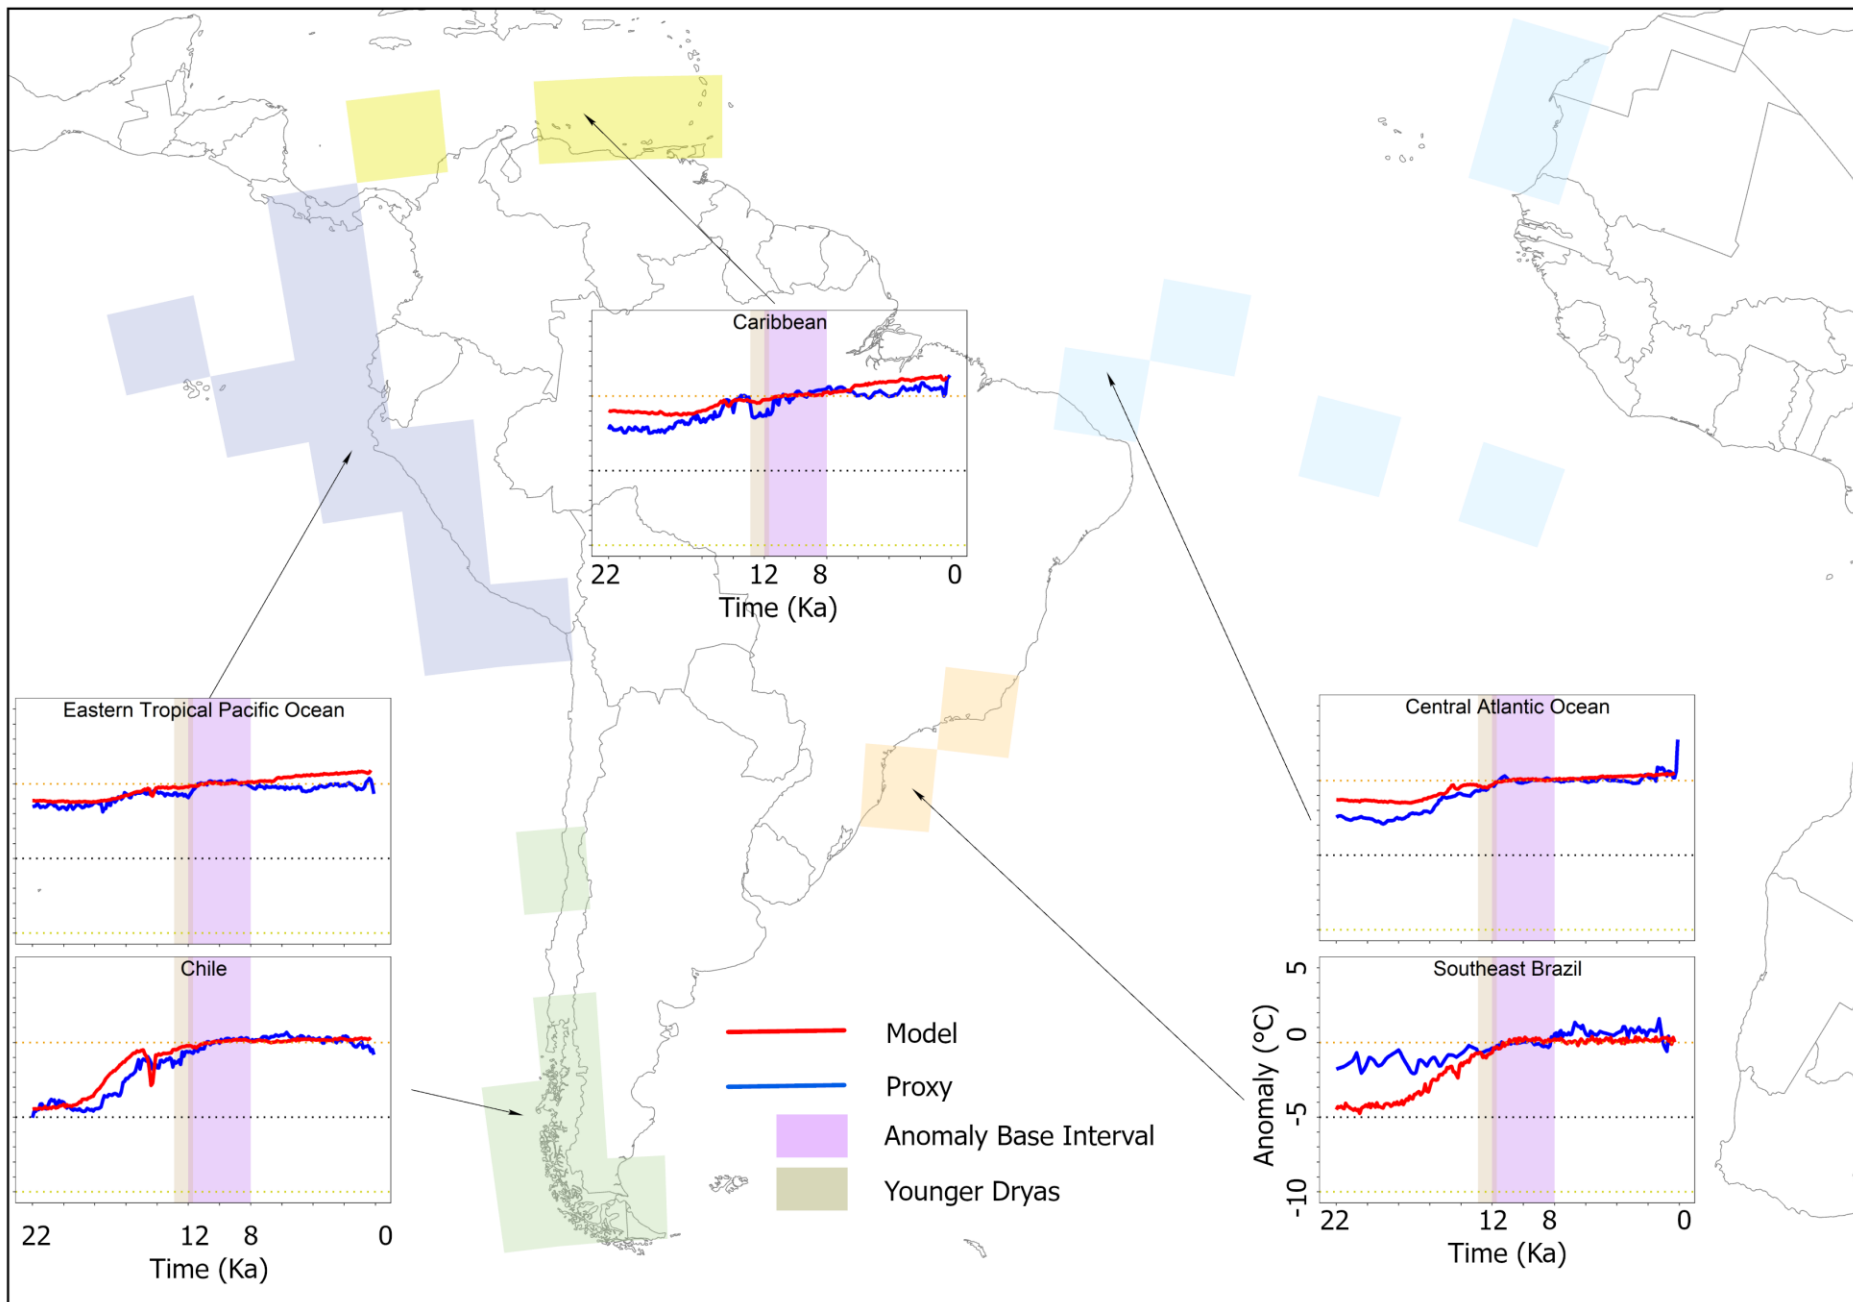 Caribbean
22 12 8 0
Time (Ka)
Eastern Tropical Pacific Ocean
Central Atlantic Ocean
Chile
22 12 8 0
Time (Ka)
Model
Proxy
Anomaly Base Interval
Younger Dryas
Southeast Brazil
Anomaly (°C)
5
0
-5
-10
22 12 8 0
Time (Ka)